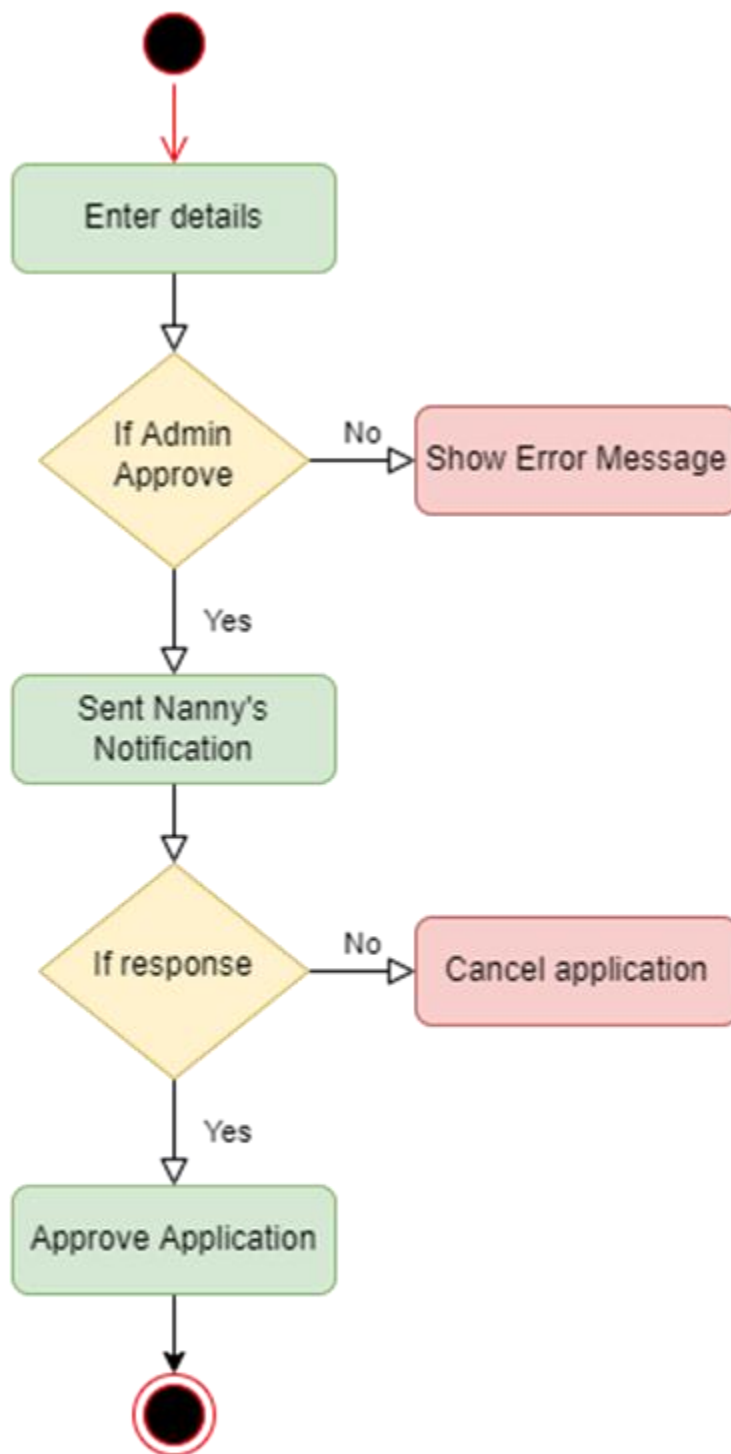 Enter details
If Admin
Approve
No
Show Error Message
Yes
Sent Nanny's
Notification
If response
No
Cancel application
Yes
Approve Application